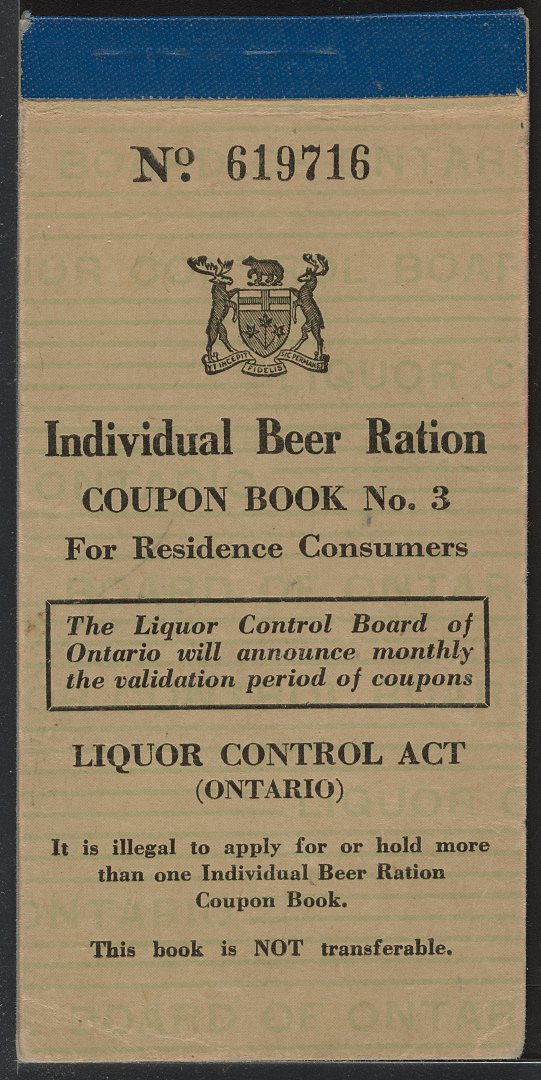 Nº 619716
UT INCEPIT
FIDELIS
SIC PERMANET
Individual Beer Ration
COUPON BOOK No. 3
For Residence Consumers
The Liquor Control Board of
Ontario will announce monthly
the validation period of coupons
LIQUOR CONTROL ACT
(ONTARIO)
It is illegal to apply for or hold more
than one Individual Beer Ration
Coupon Book.
This book is NOT transferable.